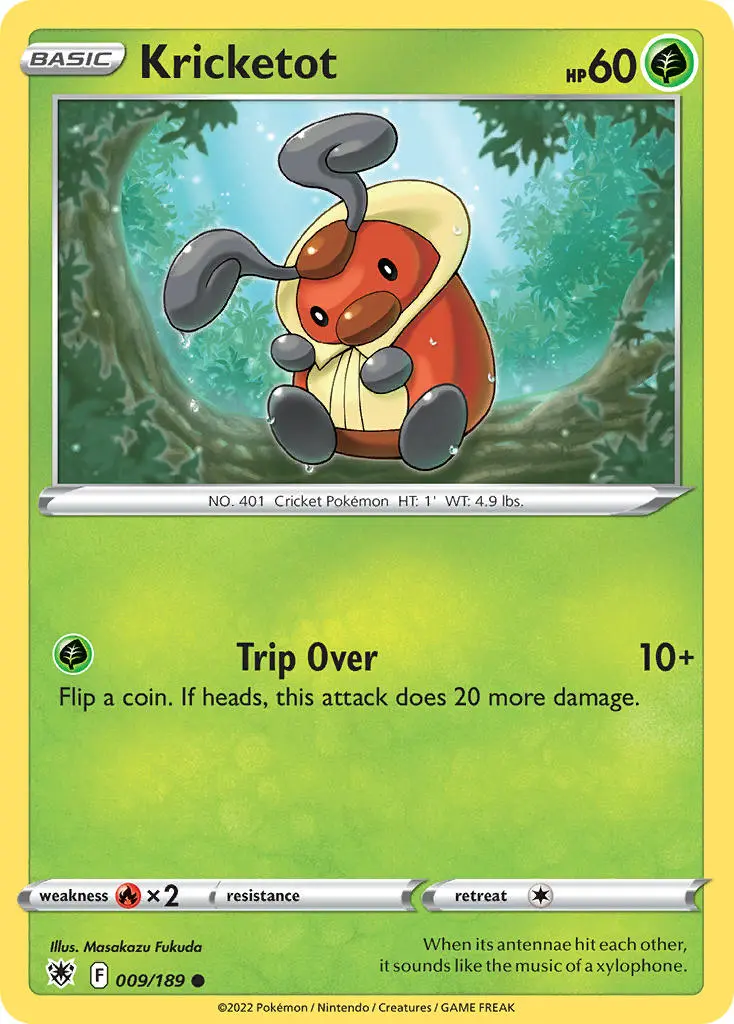 BASIC Kricketot HP60
NO. 401 Cricket Pokémon HT: 1' WT: 4.9 lbs.
Trip Over 10+
Flip a coin. If heads, this attack does 20 more damage.
weakness ×2 resistance retreat
Illus. Masakazu Fukuda
When its antennae hit each other,
it sounds like the music of a xylophone.
F 009/189
©2022 Pokémon / Nintendo / Creatures / GAME FREAK